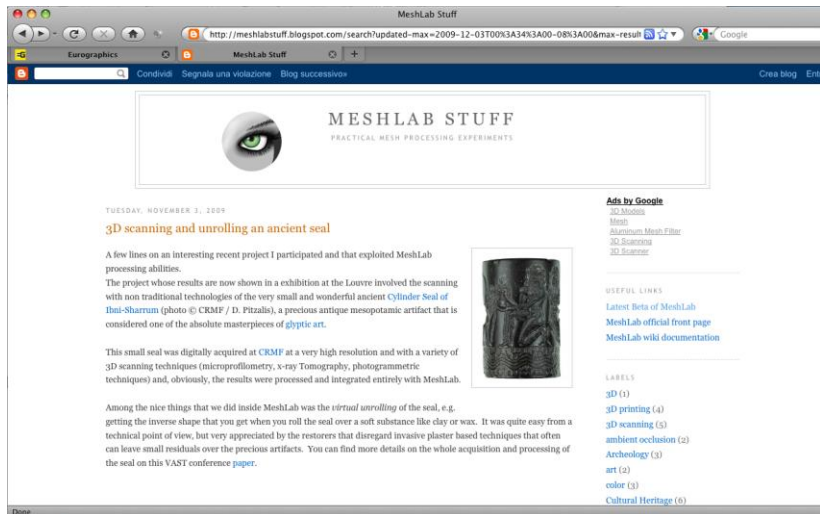 MeshLab Stuff
http://meshlabstuff.blogspot.com/search?updated-max=2009-12-03T00%3A34%3A00-08%3A00&max-result
Google
Eurographics
MeshLab Stuff
Condividi Segnala una violazione Blog successivo»
Crea blog Ent
MESHLAB STUFF
PRACTICAL MESH PROCESSING EXPERIMENTS
TUESDAY, NOVEMBER 3, 2009
3D scanning and unrolling an ancient seal
A few lines on an interesting recent project I participated and that exploited MeshLab
processing abilities.
The project whose results are now shown in a exhibition at the Louvre involved the scanning
with non traditional technologies of the very small and wonderful ancient Cylinder Seal of
Ibni-Sharrum (photo © CRMF / D. Pitzalis), a precious antique mesopotamic artifact that is
considered one of the absolute masterpieces of glyptic art.
This small seal was digitally acquired at CRMF at a very high resolution and with a variety of
3D scanning techniques (microprofilometry, x-ray Tomography, photogrammetric
techniques) and, obviously, the results were processed and integrated entirely with MeshLab.
Among the nice things that we did inside MeshLab was the virtual unrolling of the seal, e.g.
getting the inverse shape that you get when you roll the seal over a soft substance like clay or wax. It was quite easy from a
technical point of view, but very appreciated by the restorers that disregard invasive plaster based techniques that often
can leave small residuals over the precious artifacts. You can find more details on the whole acquisition and processing of
the seal on this VAST conference paper.
Ads by Google
3D Models
Mesh
Aluminum Mesh Filter
3D Scanning
3D Scanner
USEFUL LINKS
Latest Beta of MeshLab
MeshLab official front page
MeshLab wiki documentation
LABELS
3D (1)
3D printing (4)
3D scanning (5)
ambient occlusion (2)
Archeology (3)
art (2)
color (3)
Cultural Heritage (6)
Done